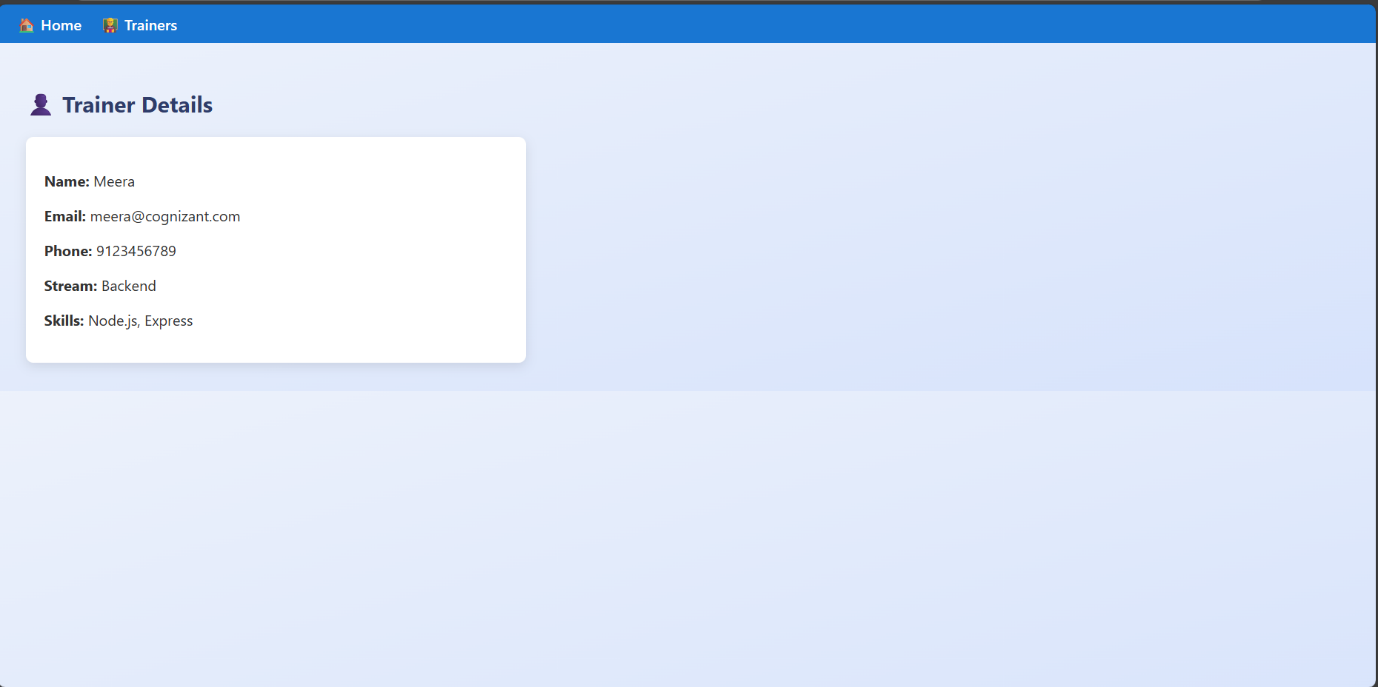 Home Trainers
Trainer Details
Name: Meera
Email: meera@cognizant.com
Phone: 9123456789
Stream: Backend
Skills: Node.js, Express